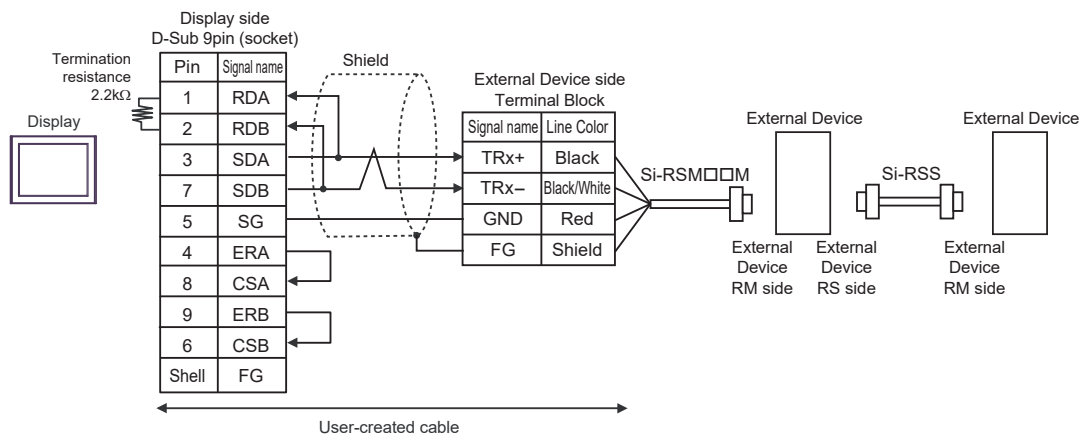 Display side
D-Sub 9pin (socket)
Termination
resistance
2.2kΩ
Shield
Pin Signal name
1 RDA
2 RDB
3 SDA
7 SDB
5 SG
4 ERA
8 CSA
9 ERB
6 CSB
Shell FG
Display
External Device side
Terminal Block
Signal name Line Color
TRx+ Black
TRx– Black/White
GND Red
FG Shield
Si-RSM□□M
External Device
External
Device
RM side
External
Device
RS side
Si-RSS
External Device
External
Device
RM side
User-created cable